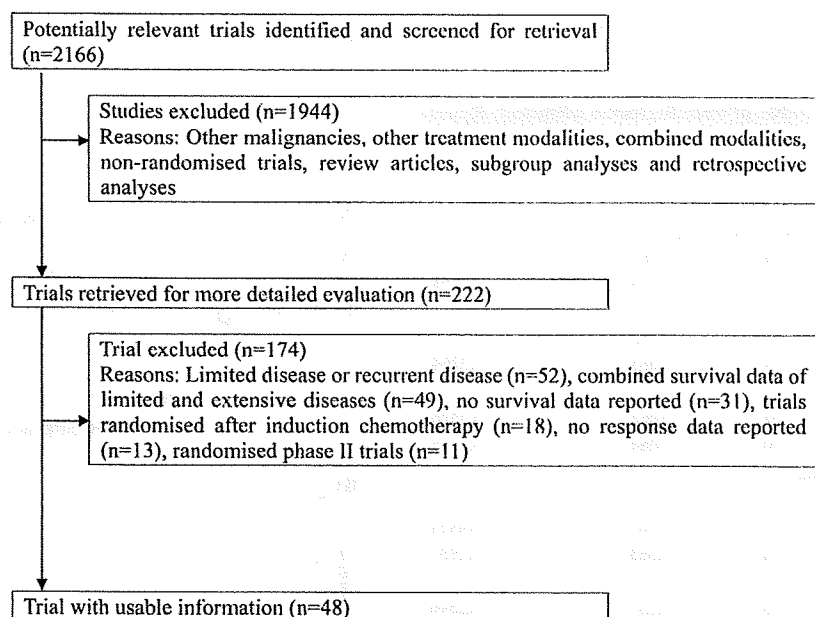 Potentially relevant trials identified and screened for retrieval
(n=2166)
Studies excluded (n=1944)
Reasons: Other malignancies, other treatment modalities, combined modalities,
non-randomised trials, review articles, subgroup analyses and retrospective
analyses
Trials retrieved for more detailed evaluation (n=222)
Trial excluded (n=174)
Reasons: Limited disease or recurrent disease (n=52), combined survival data of
limited and extensive diseases (n=49), no survival data reported (n=31), trials
randomised after induction chemotherapy (n=18), no response data reported
(n=13), randomised phase II trials (n=11)
Trial with usable information (n=48)